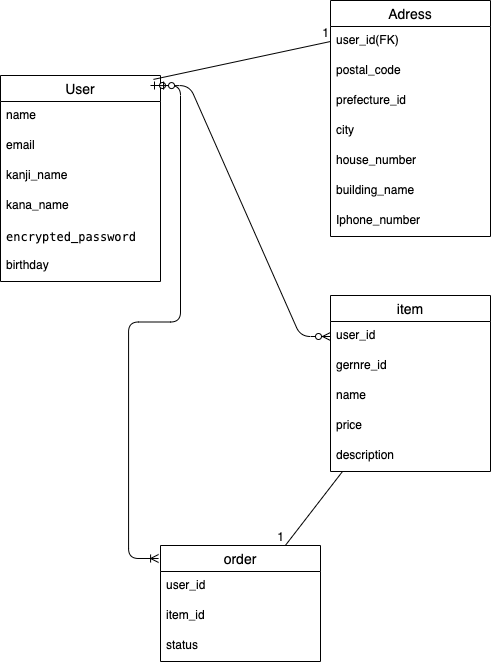 Adress
1
user_id(FK)
postal_code
prefecture_id
city
house_number
building_name
Iphone_number
User
name
email
kanji_name
kana_name
encrypted_password
birthday
item
user_id
gernre_id
name
price
description
1
order
user_id
item_id
status